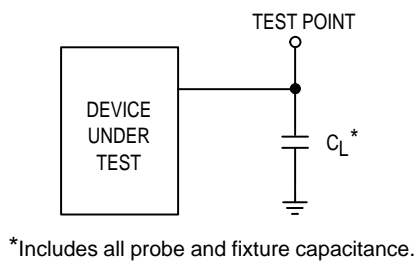 TEST POINT
DEVICE
UNDER
TEST
CL*
*Includes all probe and fixture capacitance.